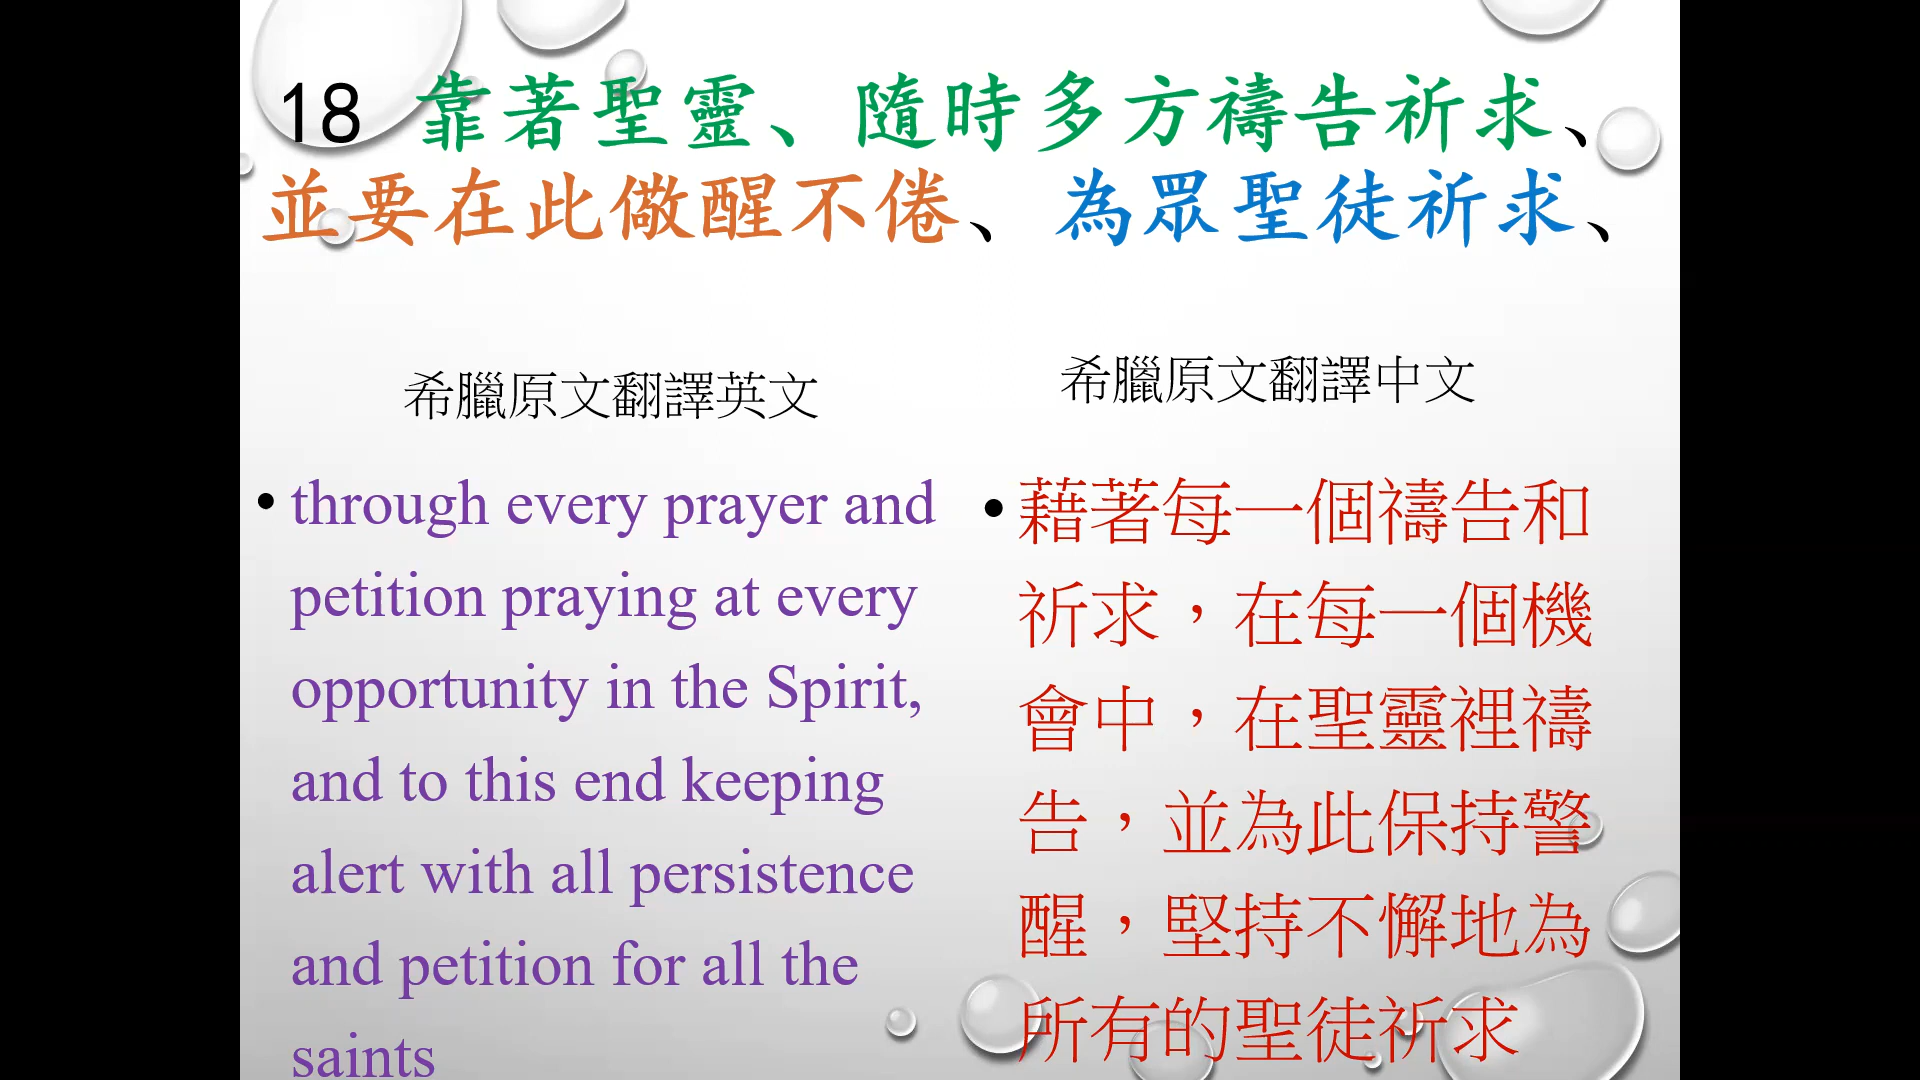 18 靠著聖靈、隨時多方禱告祈求、
並要在此儆醒不倦、為眾聖徒祈求、
希臘原文翻譯英文
• through every prayer and
petition praying at every
opportunity in the Spirit,
and to this end keeping
alert with all persistence
and petition for all the
saints
希臘原文翻譯中文
• 藉著每一個禱告和
祈求，在每一個機
會中，在聖靈裡禱
告，並為此保持警
醒，堅持不懈地為
所有的聖徒祈求